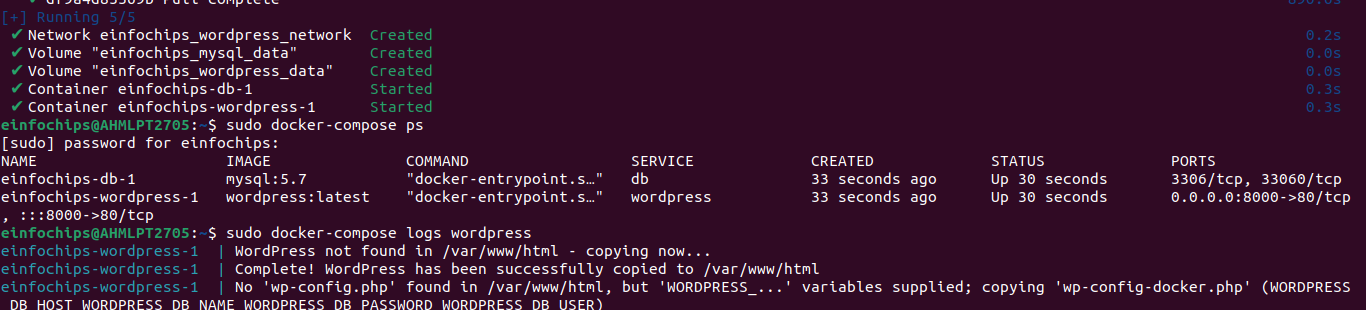 [+] Running 5/5
✔ Network einfochips_wordpress_network Created 0.2s
✔ Volume "einfochips_mysql_data" Created 0.0s
✔ Volume "einfochips_wordpress_data" Created 0.0s
✔ Container einfochips-db-1 Started 0.3s
✔ Container einfochips-wordpress-1 Started 0.3s
einfochips@AHMLPT2705:~$ sudo docker-compose ps
[sudo] password for einfochips:
NAME IMAGE COMMAND SERVICE CREATED STATUS PORTS
einfochips-db-1 mysql:5.7 "docker-entrypoint.s…" db 33 seconds ago Up 30 seconds 3306/tcp, 33060/tcp
einfochips-wordpress-1 wordpress:latest "docker-entrypoint.s…" wordpress 33 seconds ago Up 30 seconds 0.0.0.0:8000->80/tcp
, :::8000->80/tcp
einfochips@AHMLPT2705:~$ sudo docker-compose logs wordpress
einfochips-wordpress-1 | WordPress not found in /var/www/html - copying now...
einfochips-wordpress-1 | Complete! WordPress has been successfully copied to /var/www/html
einfochips-wordpress-1 | No 'wp-config.php' found in /var/www/html, but 'WORDPRESS_...' variables supplied; copying 'wp-config-docker.php' (WORDPRESS
_DB_HOST WORDPRESS_DB_NAME WORDPRESS_DB_PASSWORD WORDPRESS_DB_USER)